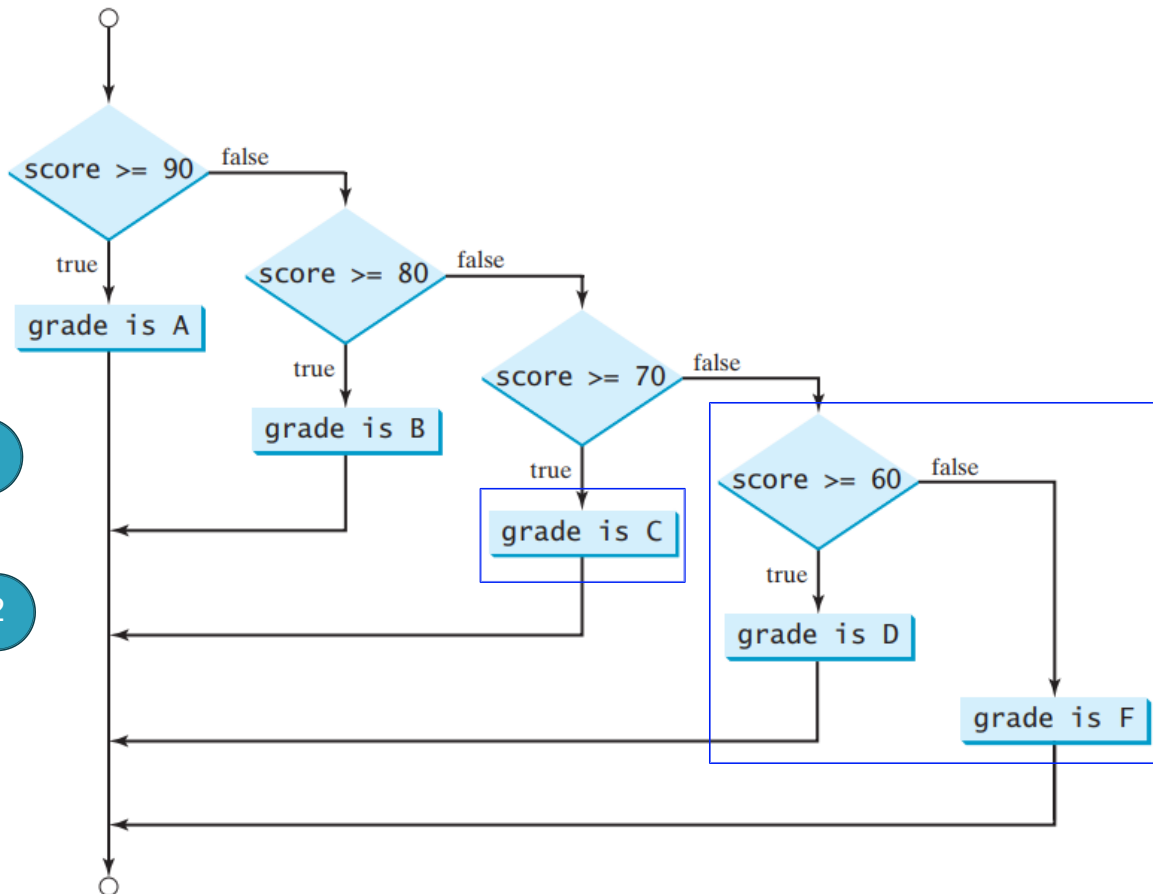 score >= 90
false
true
score >= 80
false
grade is A
true
score >= 70
false
grade is B
true
score >= 60
false
grade is C
true
2
grade is D
grade is F